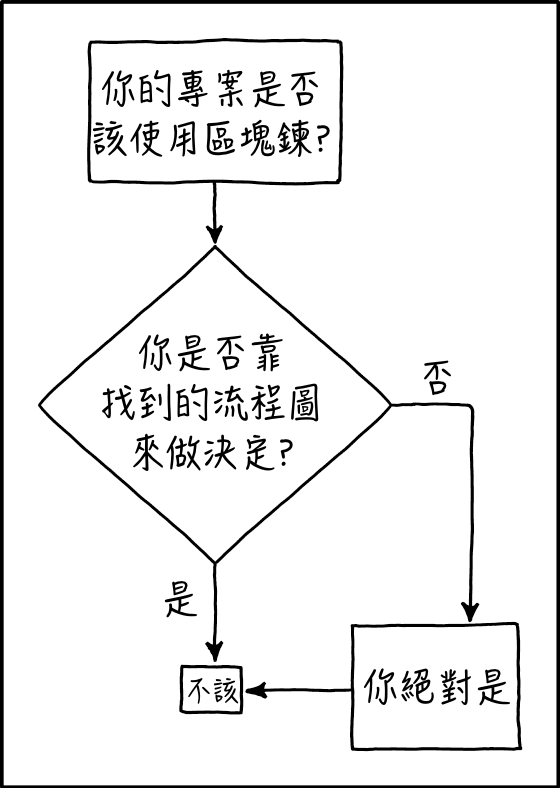 你的專案是否
該使用區塊鍊?
你是否靠
找到的流程圖
來做決定?
否
是
不該
你絕對是